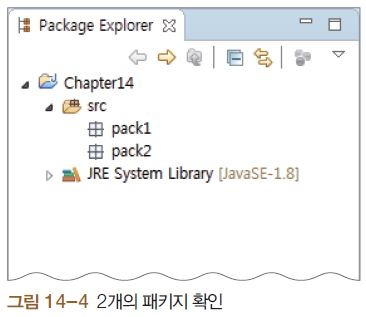 Package Explorer
Chapter14
src
pack1
pack2
JRE System Library [JavaSE-1.8]
그림 14-4 2개의 패키지 확인